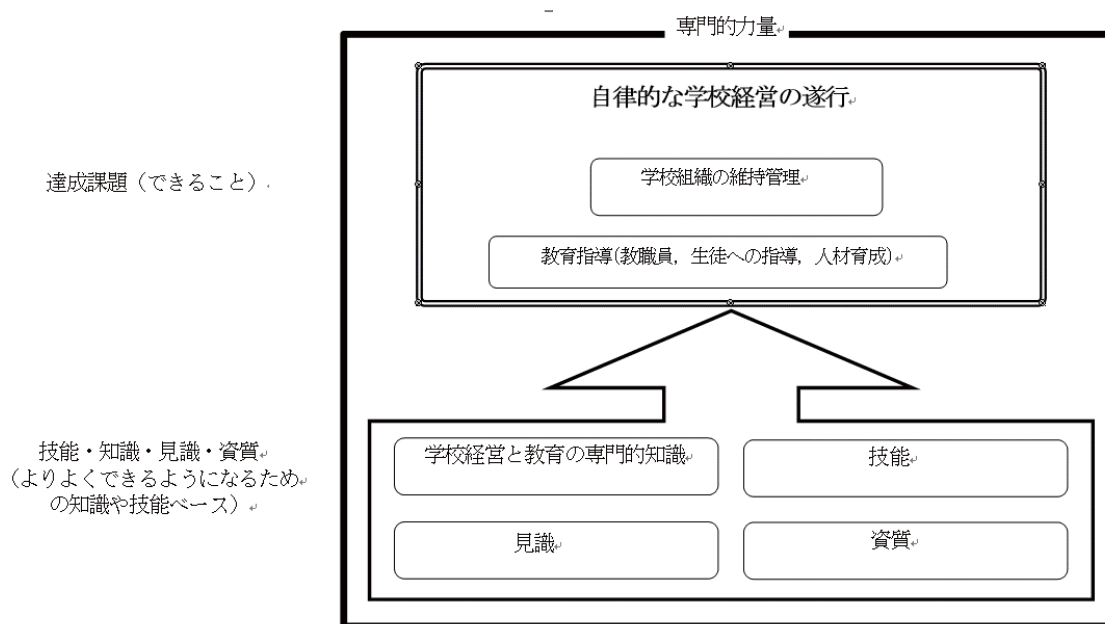 専門的力量
自律的な学校経営の遂行
達成課題（できること）
学校組織の維持管理
教育指導(教職員，生徒への指導，人材育成)
技能・知識・見識・資質
（よりよくできるようになるため
の知識や技能ベース）
学校経営と教育の専門的知識
技能
見識
資質